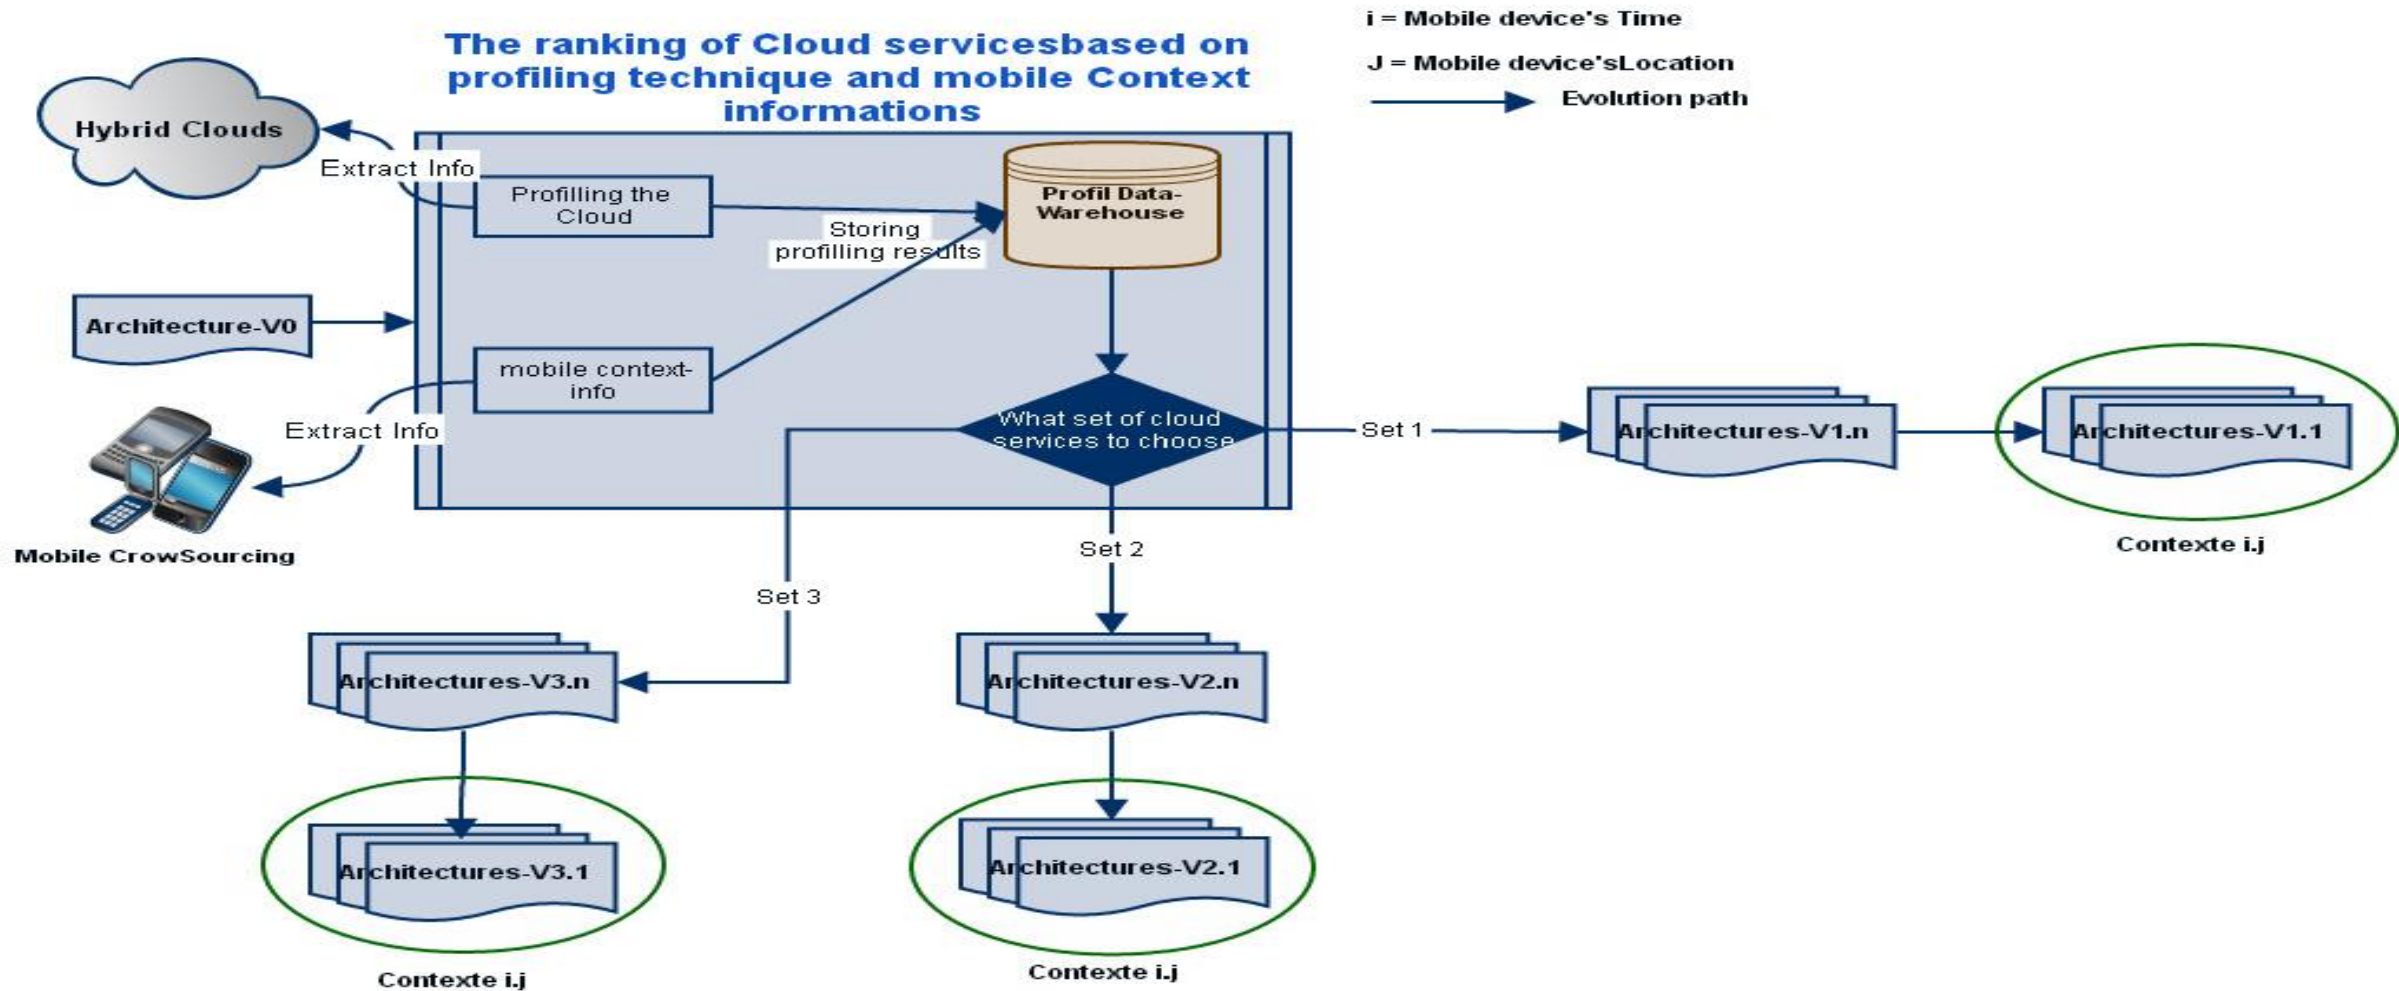 i = Mobile device's Time
J = Mobile device'sLocation
Evolution path
The ranking of Cloud servicesbased on
profiling technique and mobile Context
informations
Hybrid Clouds
Extract Info
Profilling the
Cloud
Profil Data-
Warehouse
Storing
profilling results
Architecture-V0
mobile context-
info
Extract Info
Mobile CrowSourcing
What set of cloud
services to choose
Set 1
Architectures-V1.n
Architectures-V1.1
Contexte i.j
Set 2
Set 3
Architectures-V3.n
Architectures-V2.n
Architectures-V3.1
Architectures-V2.1
Contexte i.j
Contexte i.j